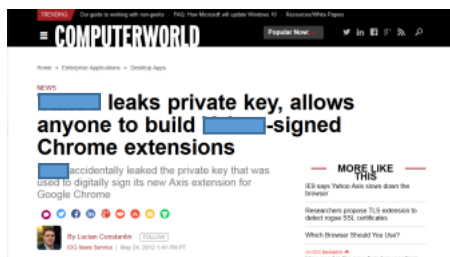 TRENDING: Our guide to working with non-geeks FAQ: How Microsoft will update Windows 10 Resources/White Papers
≡ COMPUTERWORLD Popular Now:
Home > Enterprise Applications > Desktop Apps
NEWS
leaks private key, allows
anyone to build -signed
Chrome extensions
accidentally leaked the private key that was
used to digitally sign its new Axis extension for
Google Chrome
By Lucian Constantin FOLLOW
IDG News Service | May 24, 2012 1:41 PM PT
MORE LIKE
THIS
IE9 says Yahoo Axis slows down the
browser
Researchers propose TLS extension to
detect rogue SSL certificates
Which Browser Should You Use?